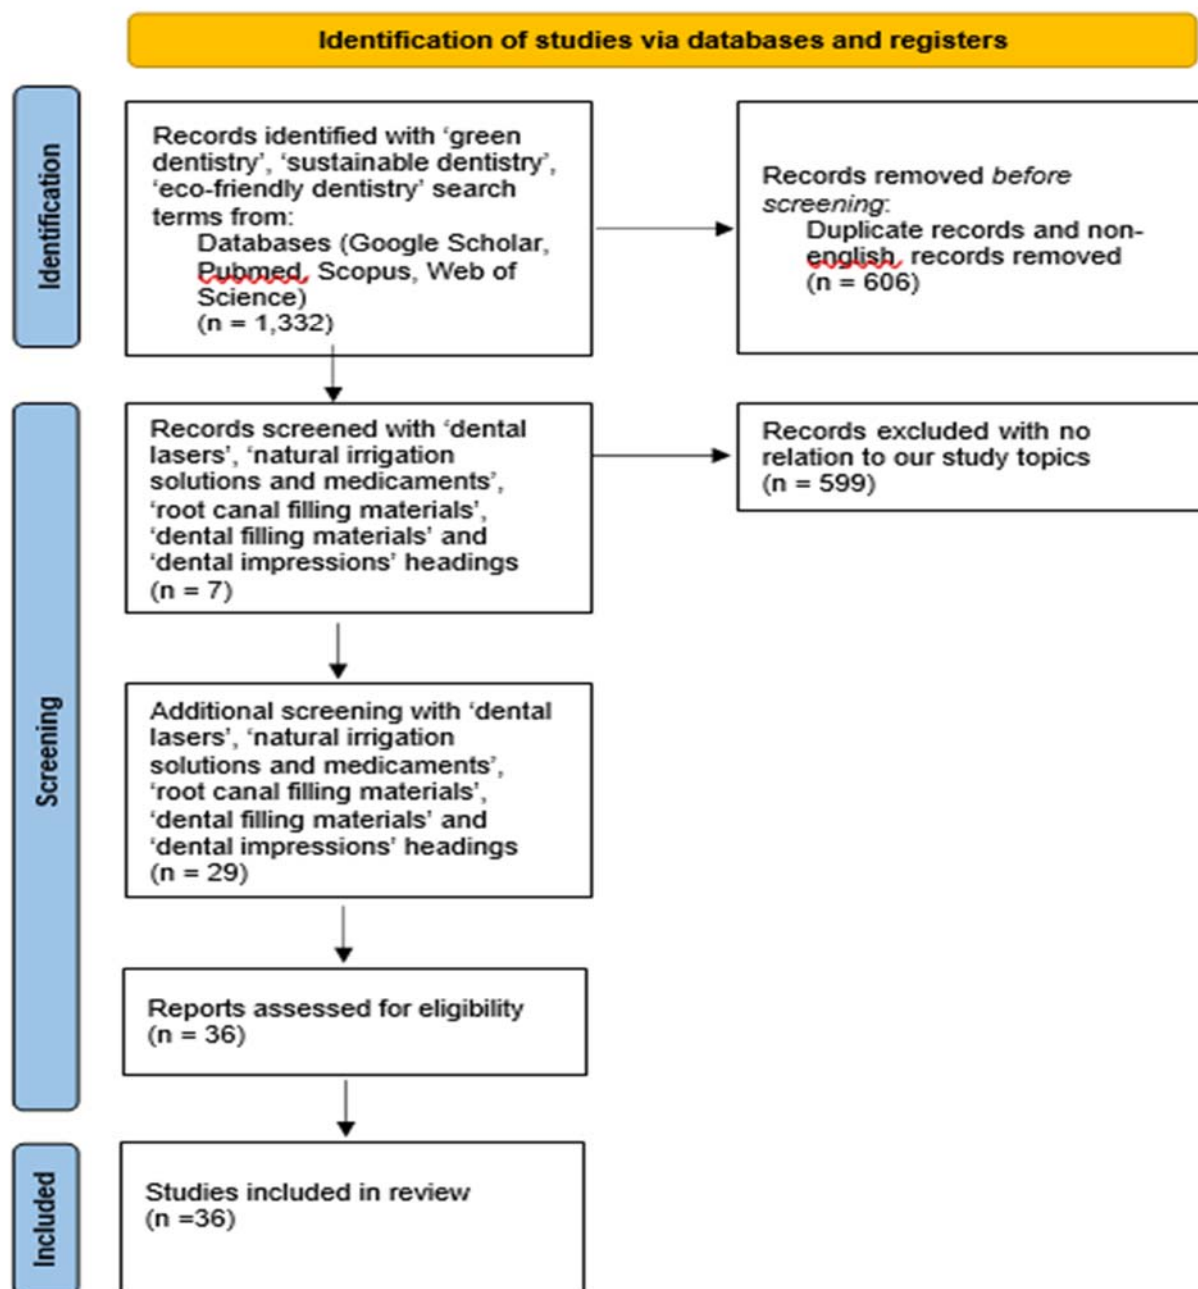 Identification of studies via databases and registers
Identification
Records identified with ‘green
dentistry’, ‘sustainable dentistry’,
‘eco-friendly dentistry’ search
terms from:
Databases (Google Scholar,
Pubmed, Scopus, Web of
Science)
(n = 1,332)
Records removed before
screening:
Duplicate records and non-
english, records removed
(n = 606)
Screening
Records screened with ‘dental
lasers’, ‘natural irrigation
solutions and medicaments’,
‘root canal filling materials’,
‘dental filling materials’ and
‘dental impressions’ headings
(n = 7)
Records excluded with no
relation to our study topics
(n = 599)
Additional screening with ‘dental
lasers’, ‘natural irrigation
solutions and medicaments’,
‘root canal filling materials’,
‘dental filling materials’ and
‘dental impressions’ headings
(n = 29)
Reports assessed for eligibility
(n = 36)
Included
Studies included in review
(n =36)